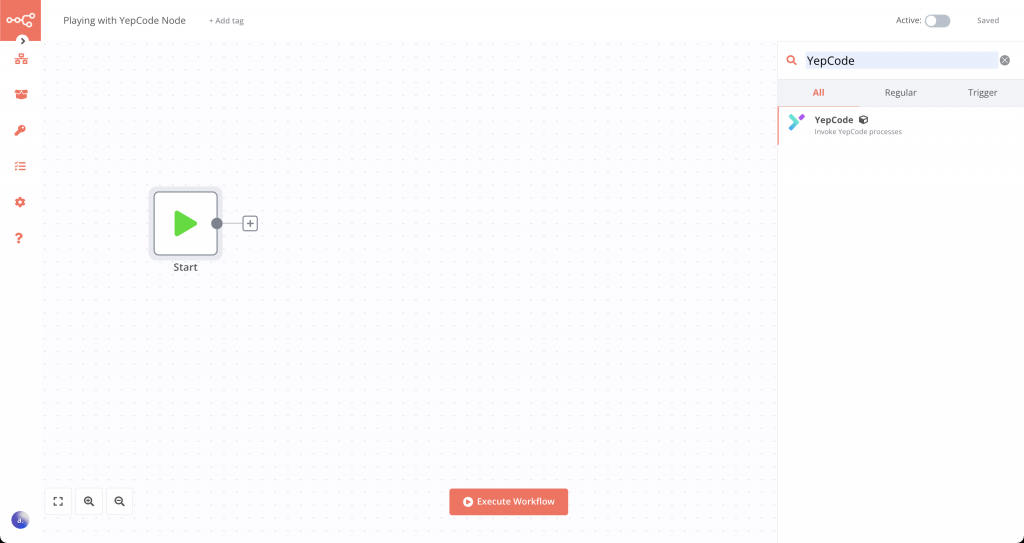 Playing with YepCode Node
+ Add tag
Active:
Saved
YepCode
All
Regular
Trigger
YepCode
Invoke YepCode processes
Start
?
Execute Workflow
a.